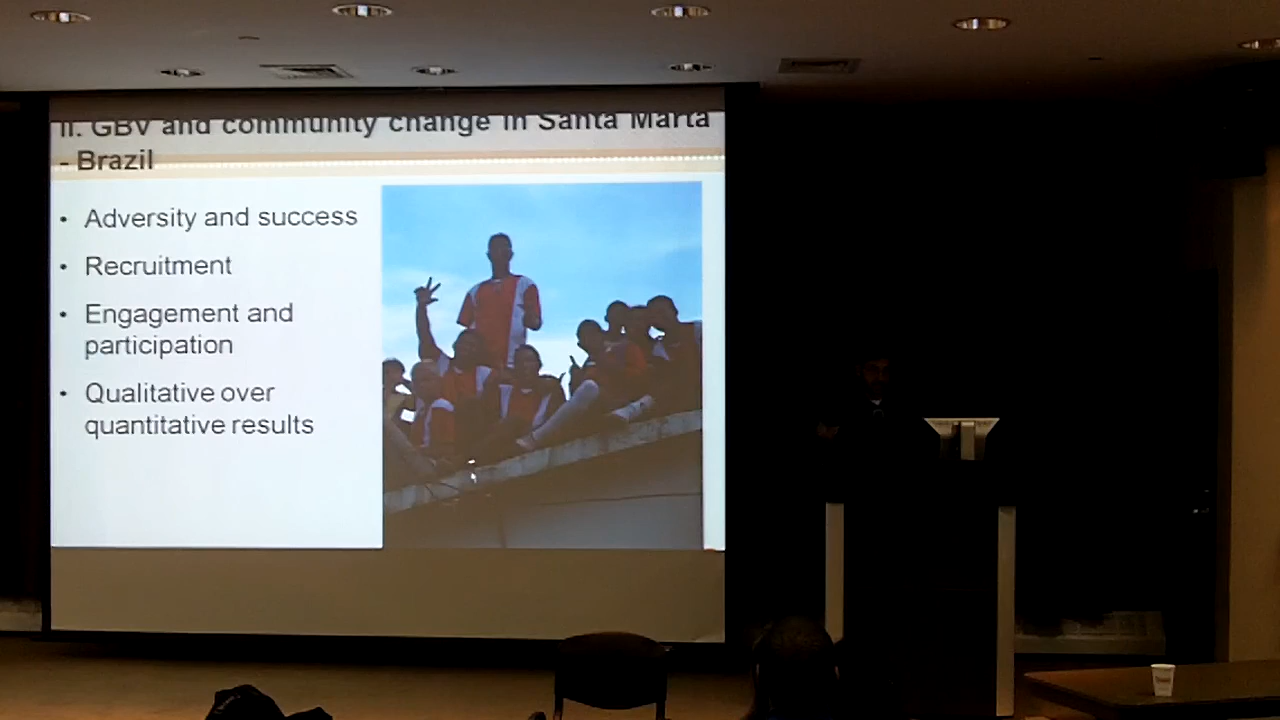 II. GBV and community change in Santa Marta
- Brazil
• Adversity and success
• Recruitment
• Engagement and
participation
• Qualitative over
quantitative results